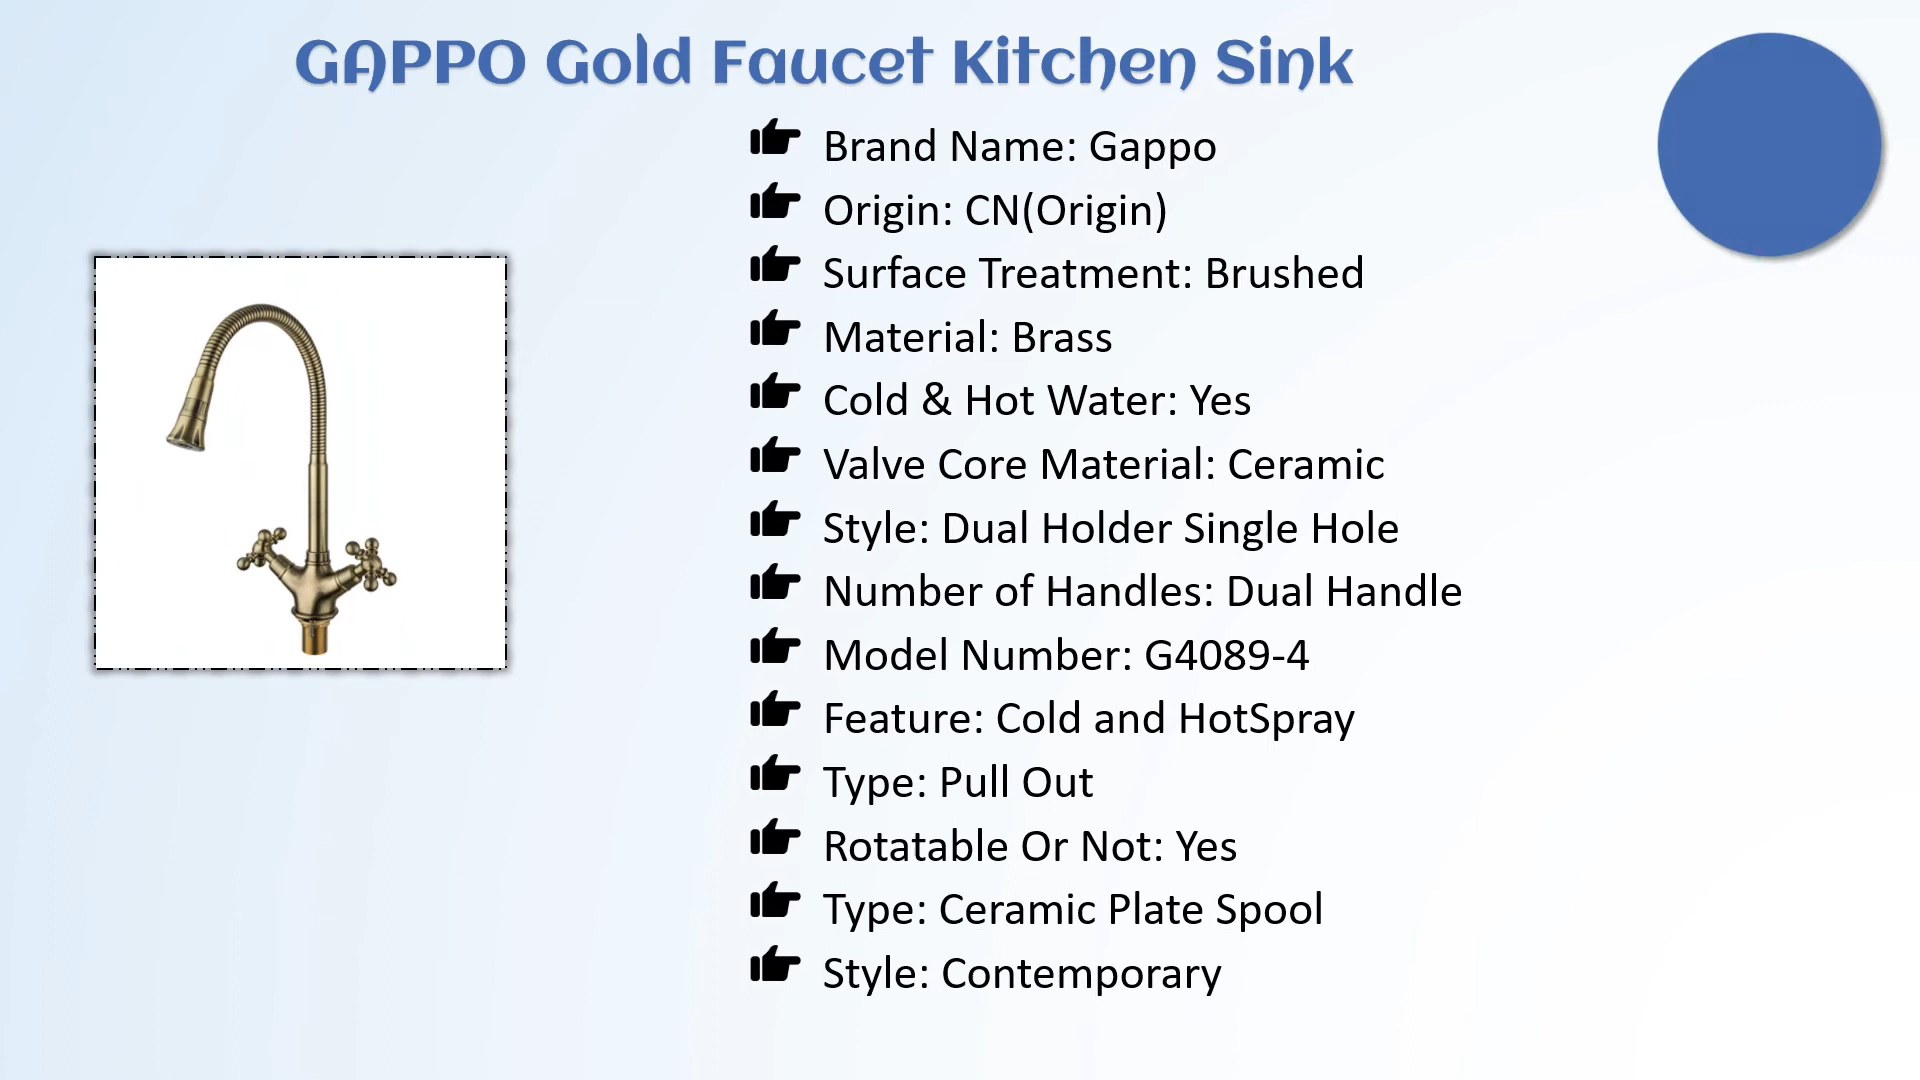 GAPPO Gold Faucet Kitchen Sink
Brand Name: Gappo
Origin: CN(Origin)
Surface Treatment: Brushed
Material: Brass
Cold & Hot Water: Yes
Valve Core Material: Ceramic
Style: Dual Holder Single Hole
Number of Handles: Dual Handle
Model Number: G4089-4
Feature: Cold and HotSpray
Type: Pull Out
Rotatable Or Not: Yes
Type: Ceramic Plate Spool
Style: Contemporary